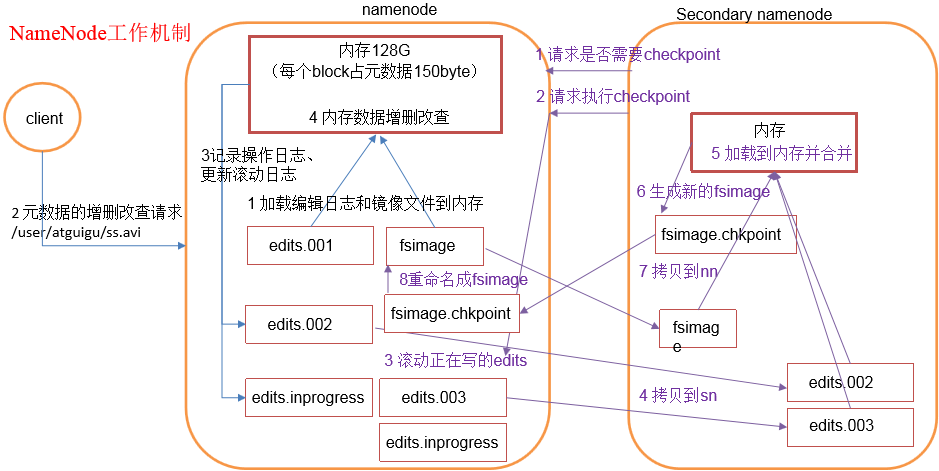 NameNode工作机制
namenode
Secondary namenode
内存128G
（每个block占元数据150byte）
4 内存数据增删改查
1 请求是否需要checkpoint
2 请求执行checkpoint
client
内存
5 加载到内存并合并
3记录操作日志、
更新滚动日志
6 生成新的fsimage
1 加载编辑日志和镜像文件到内存
2 元数据的增删改查请求
/user/atguigu/ss.avi
edits.001
fsimage
fsimage.chkpoint
7 拷贝到nn
8重命名成fsimage
fsimage.chkpoint
edits.002
fsimag
e
3 滚动正在写的edits
edits.002
edits.inprogress
edits.003
4 拷贝到sn
edits.003
edits.inprogress